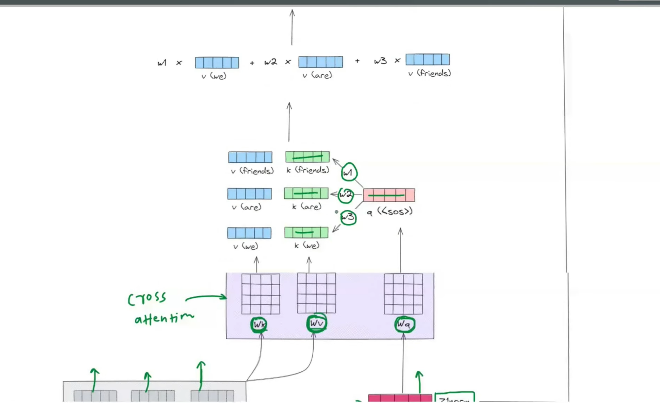 w1 × + w2 × + w3 ×
v (we) v (are) v (friends)
w1
v (friends) k (friends)
w2
v (are) k (are) q (<sos>)
w3
v (we) k (we)
Cross
attention
Wk Wv Wq